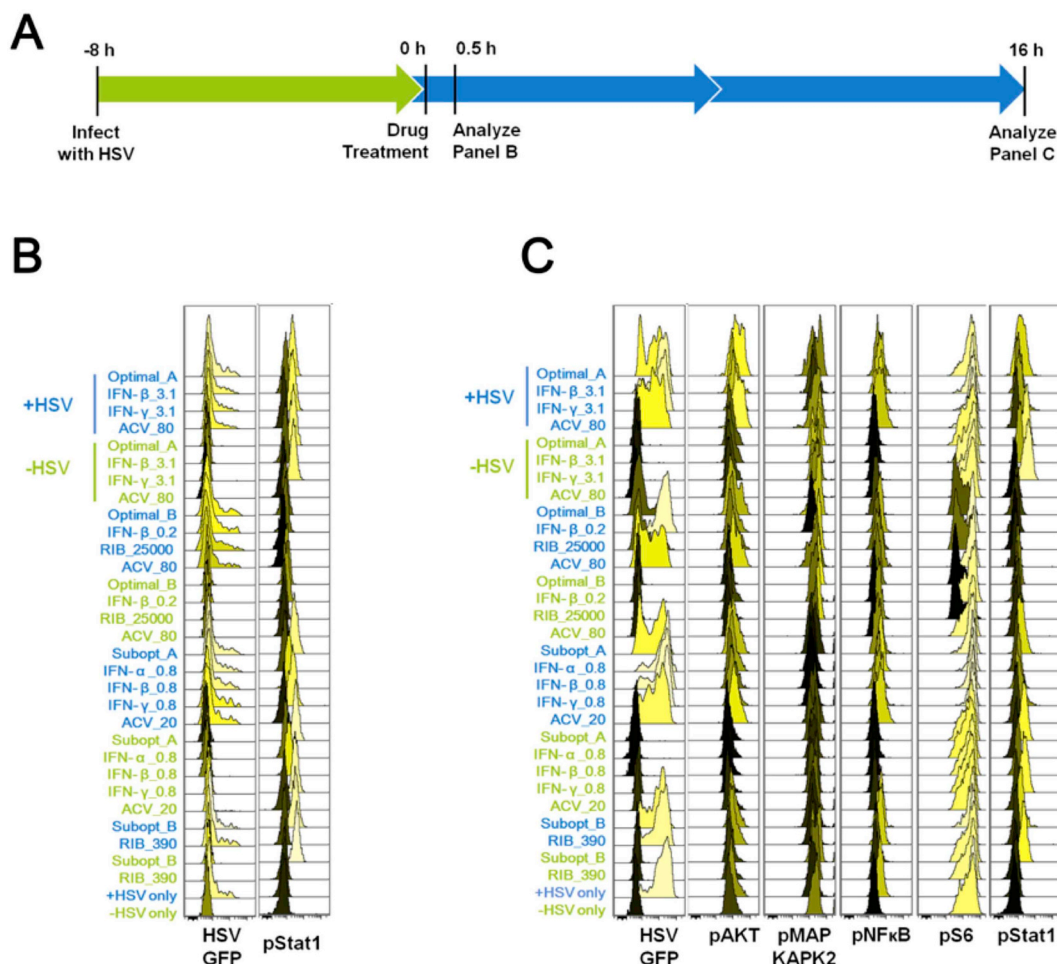 A
-8 h
0 h
0.5 h
16 h
Infect
with HSV
Drug
Treatment
Analyze
Panel B
Analyze
Panel C
B
+HSV
-HSV
Optimal_A
IFN-β_3.1
IFN-γ_3.1
ACV_80
Optimal_A
IFN-β_3.1
IFN-γ_3.1
ACV_80
Optimal_B
IFN-β_0.2
RIB_25000
ACV_80
Optimal_B
IFN-β_0.2
RIB_25000
ACV_80
Subopt_A
IFN-α_0.8
IFN-β_0.8
IFN-γ_0.8
ACV_20
Subopt_A
IFN-α_0.8
IFN-β_0.8
IFN-γ_0.8
ACV_20
Subopt_B
RIB_390
Subopt_B
RIB_390
+HSV only
-HSV only
HSV
GFP
pStat1
C
+HSV
-HSV
Optimal_A
IFN-β_3.1
IFN-γ_3.1
ACV_80
Optimal_A
IFN-β_3.1
IFN-γ_3.1
ACV_80
Optimal_B
IFN-β_0.2
RIB_25000
ACV_80
Optimal_B
IFN-β_0.2
RIB_25000
ACV_80
Subopt_A
IFN-α_0.8
IFN-β_0.8
IFN-γ_0.8
ACV_20
Subopt_A
IFN-α_0.8
IFN-β_0.8
IFN-γ_0.8
ACV_20
Subopt_B
RIB_390
Subopt_B
RIB_390
+HSV only
-HSV only
HSV
GFP
pAKT
pMAP
KAPK2
pNFκB
pS6
pStat1